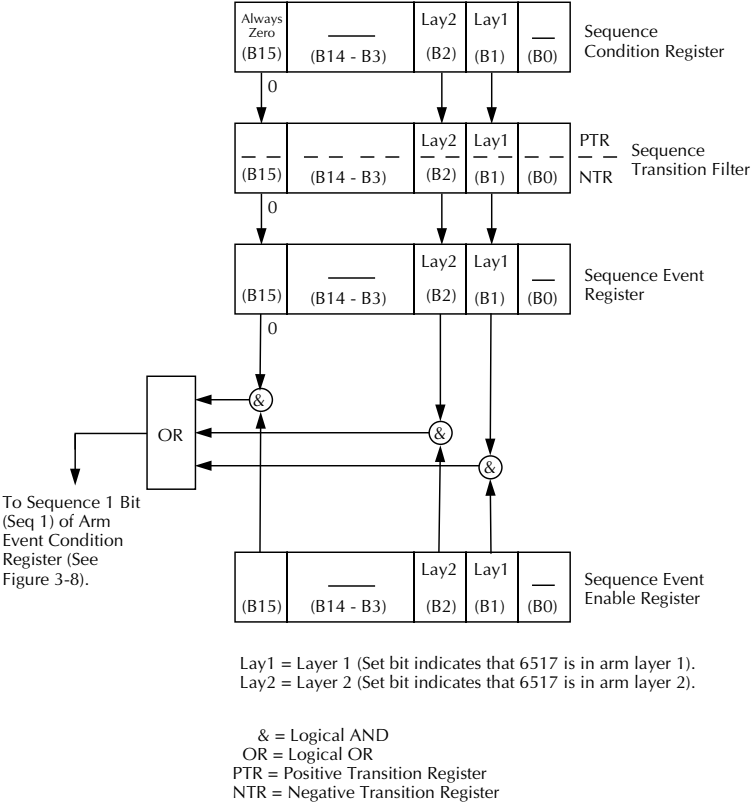 Always Zero (B15) (B14 - B3) Lay2 (B2) Lay1 (B1) (B0)
Sequence
Condition Register
0
(B15) (B14 - B3) Lay2 (B2) Lay1 (B1) (B0)
PTR
NTR
Sequence
Transition Filter
0
(B15) (B14 - B3) Lay2 (B2) Lay1 (B1) (B0)
Sequence Event
Register
0
&
OR
&
&
To Sequence 1 Bit
(Seq 1) of Arm
Event Condition
Register (See
Figure 3-8).
(B15) (B14 - B3) Lay2 (B2) Lay1 (B1) (B0)
Sequence Event
Enable Register
Lay1 = Layer 1 (Set bit indicates that 6517 is in arm layer 1).
Lay2 = Layer 2 (Set bit indicates that 6517 is in arm layer 2).
& = Logical AND
OR = Logical OR
PTR = Positive Transition Register
NTR = Negative Transition Register